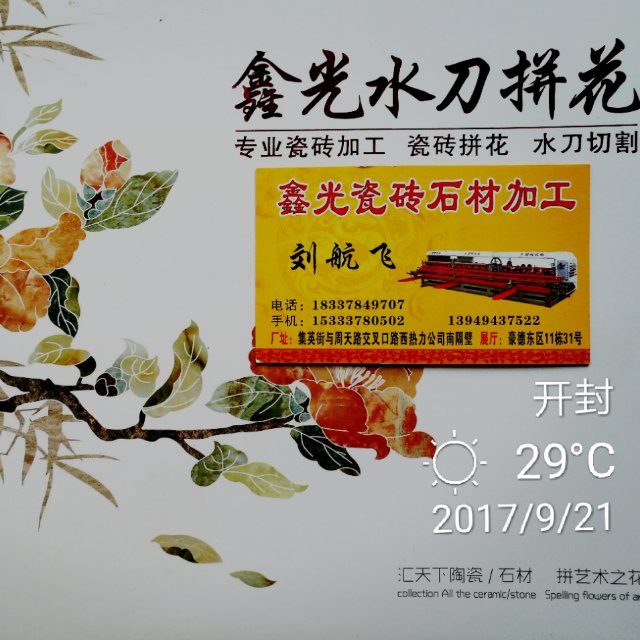 鑫光水刀拼花
专业瓷砖加工 瓷砖拼花 水刀切割
鑫光瓷砖石材加工
刘航飞
电话：18337849707
手机：15333780502 13949437522
厂址：集英街与周天路交叉口路西热力公司南隔壁 展厅：豪德东区11栋31号
开封
29°C
2017/9/21
汇天下陶瓷/石材 拼艺术之花
collection All the ceramic/stone Spelling flowers of